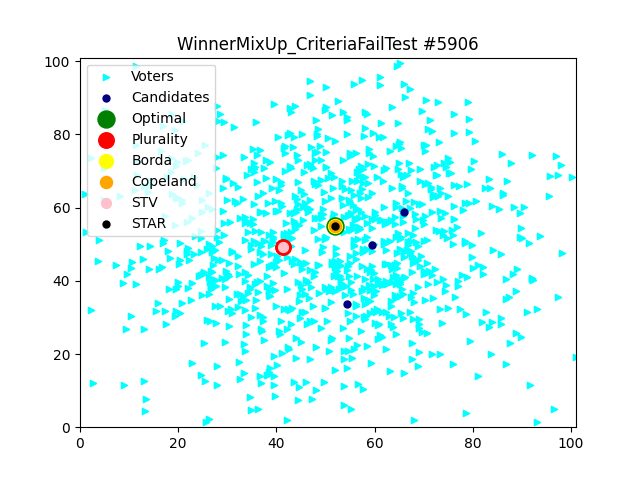 WinnerMixUp_CriteriaFailTest #5906
Voters
Candidates
Optimal
Plurality
Borda
Copeland
STV
STAR
100
80
60
40
20
0
0 20 40 60 80 100